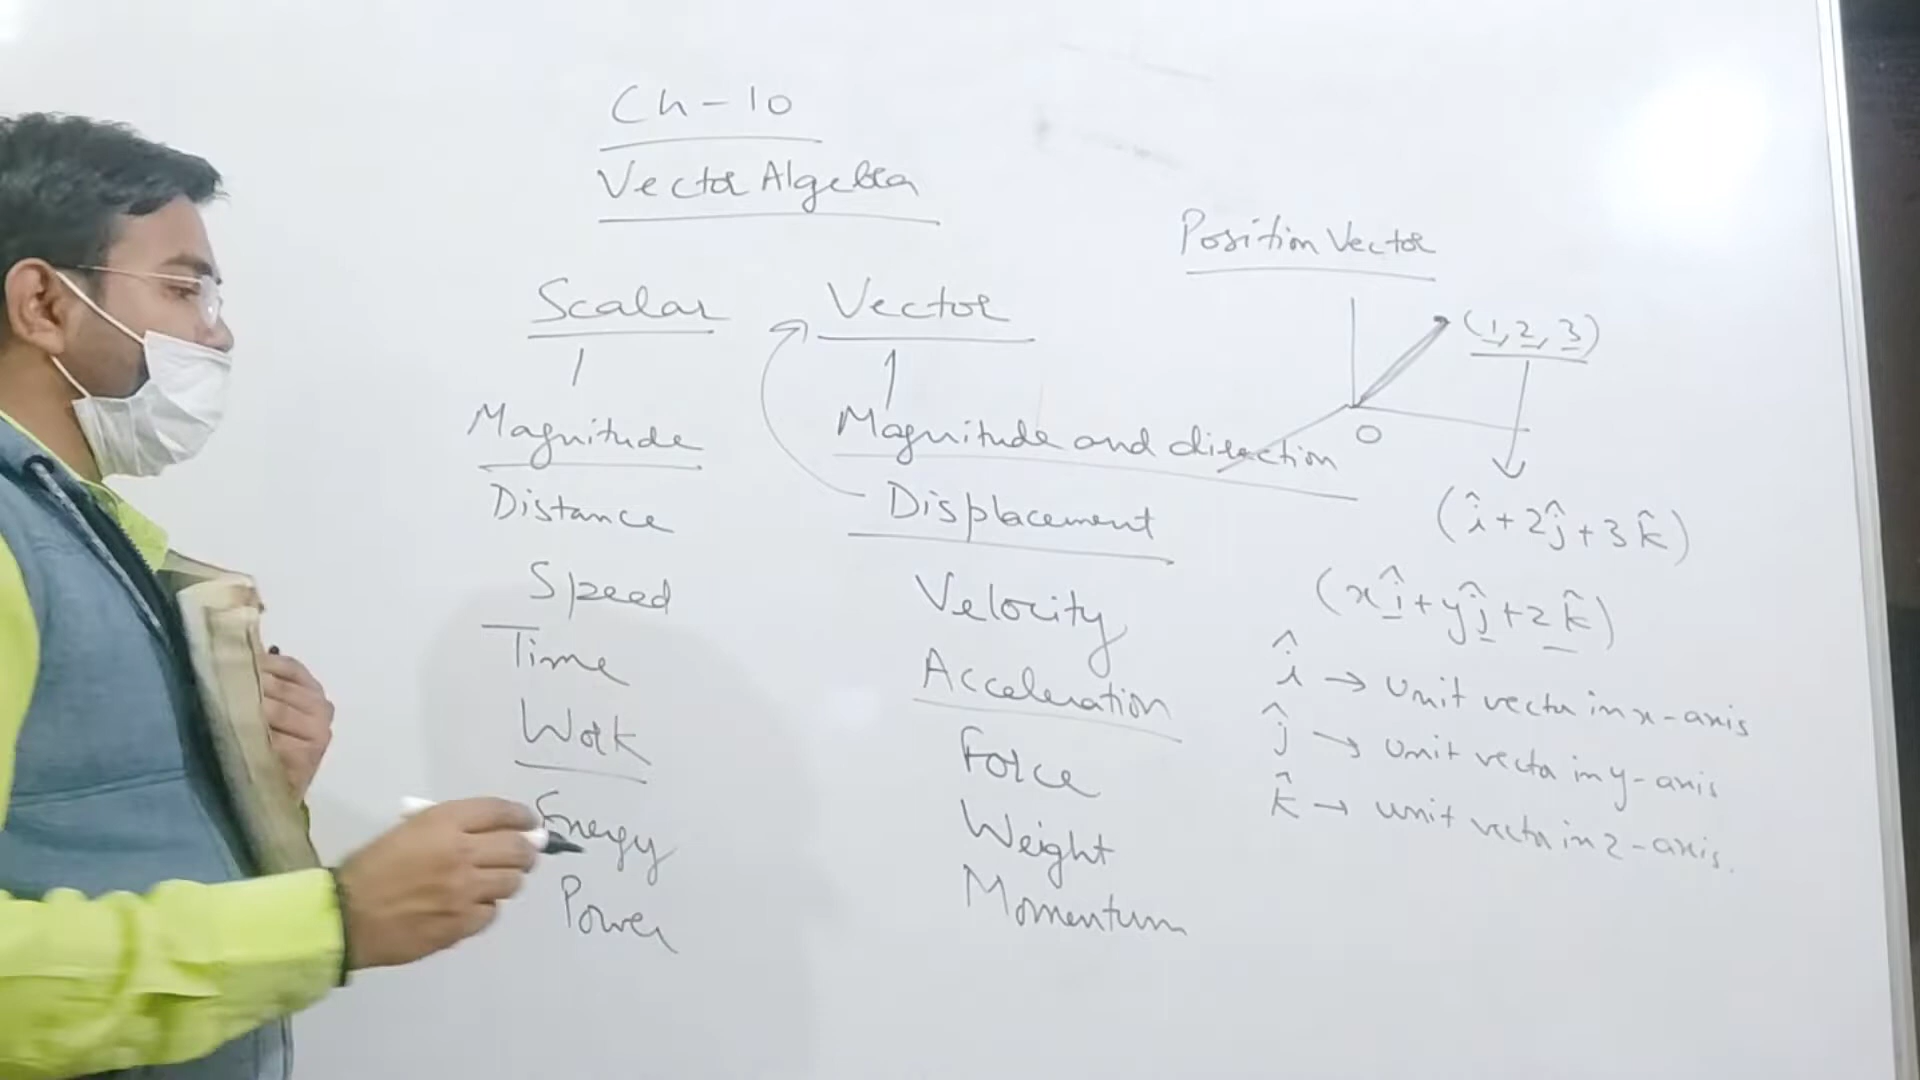 Ch-10
Vector Algebra
Scalar
Magnitude
Distance
Speed
Time
Work
Energy
Power
Vector
Magnitude and direction
Displacement
Velocity
Acceleration
Force
Weight
Momentum
Position Vector
(1, 2, 3)
O
(î + 2ĵ + 3k̂)
(xî + yĵ + zk̂)
î → unit vector in x-axis
ĵ → unit vector in y-axis
k̂ → unit vector in z-axis.